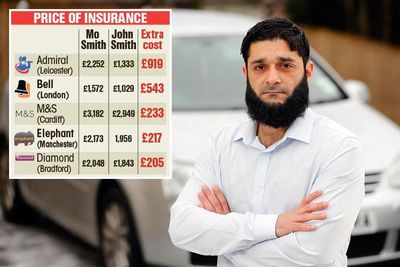 PRICE OF INSURANCE
Mo Smith John Smith Extra cost
Admiral (Leicester) £2,252 £1,333 £919
Bell (London) £1,572 £1,029 £543
M&S M&S (Cardiff) £3,182 £2,949 £233
elephant Elephant (Manchester) £2,173 1,956 £217
Diamond Diamond (Bradford) £2,048 £1,843 £205